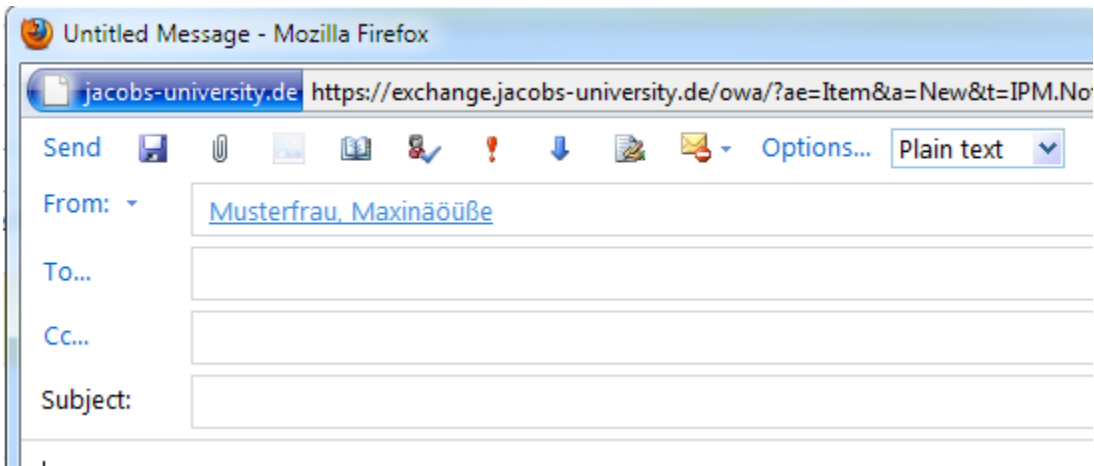 Untitled Message - Mozilla Firefox
jacobs-university.de https://exchange.jacobs-university.de/owa/?ae=Item&a=New&t=IPM.No
Send Options... Plain text
From: Musterfrau, Maxinäöüße
To...
Cc...
Subject: